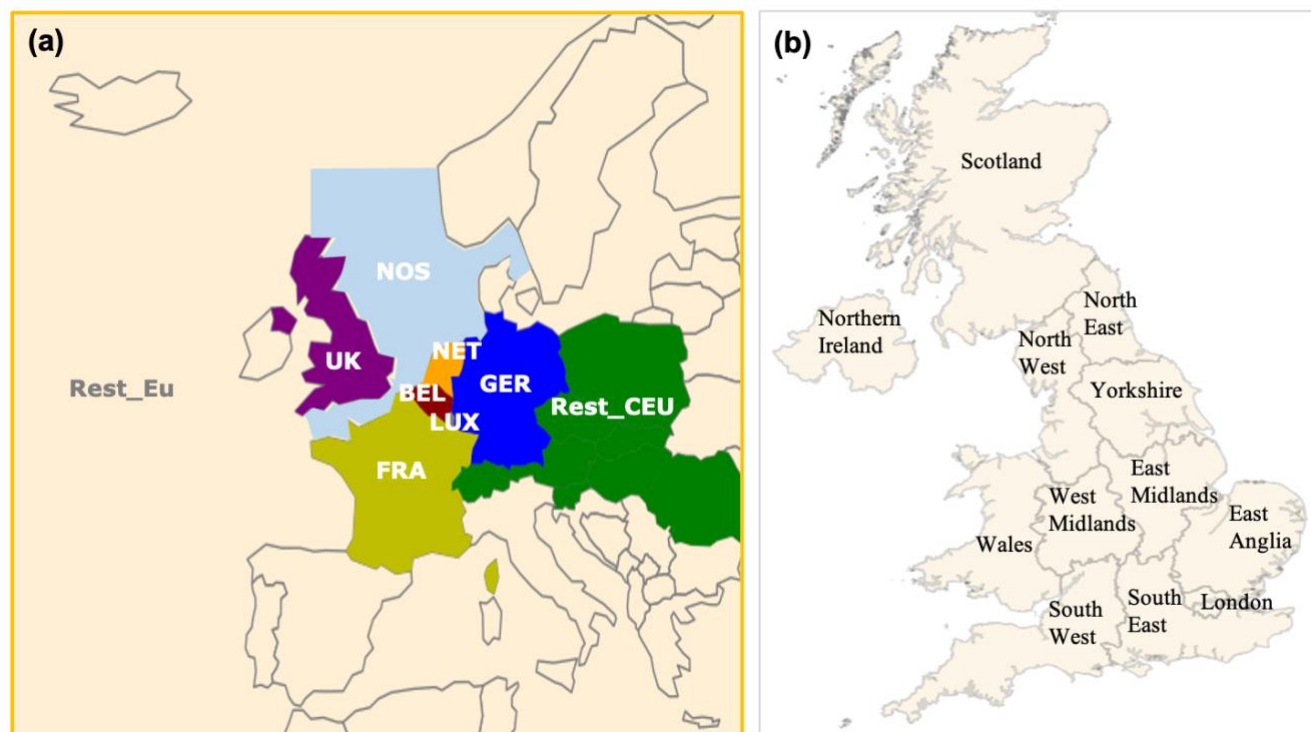 (a)
NOS
UK
NET
BEL
GER
LUX
Rest_CEU
Rest_Eu
FRA
(b)
Scotland
Northern
Ireland
North
East
North
West
Yorkshire
East
Midlands
West
Midlands
East
Anglia
Wales
London
South
West
South
East